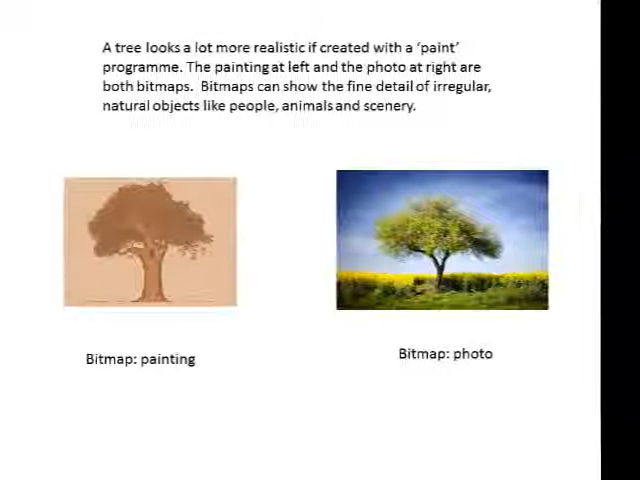 A tree looks a lot more realistic if created with a ‘paint’
programme. The painting at left and the photo at right are
both bitmaps.  Bitmaps can show the fine detail of irregular,
natural objects like people, animals and scenery.
Bitmap: painting
Bitmap: photo